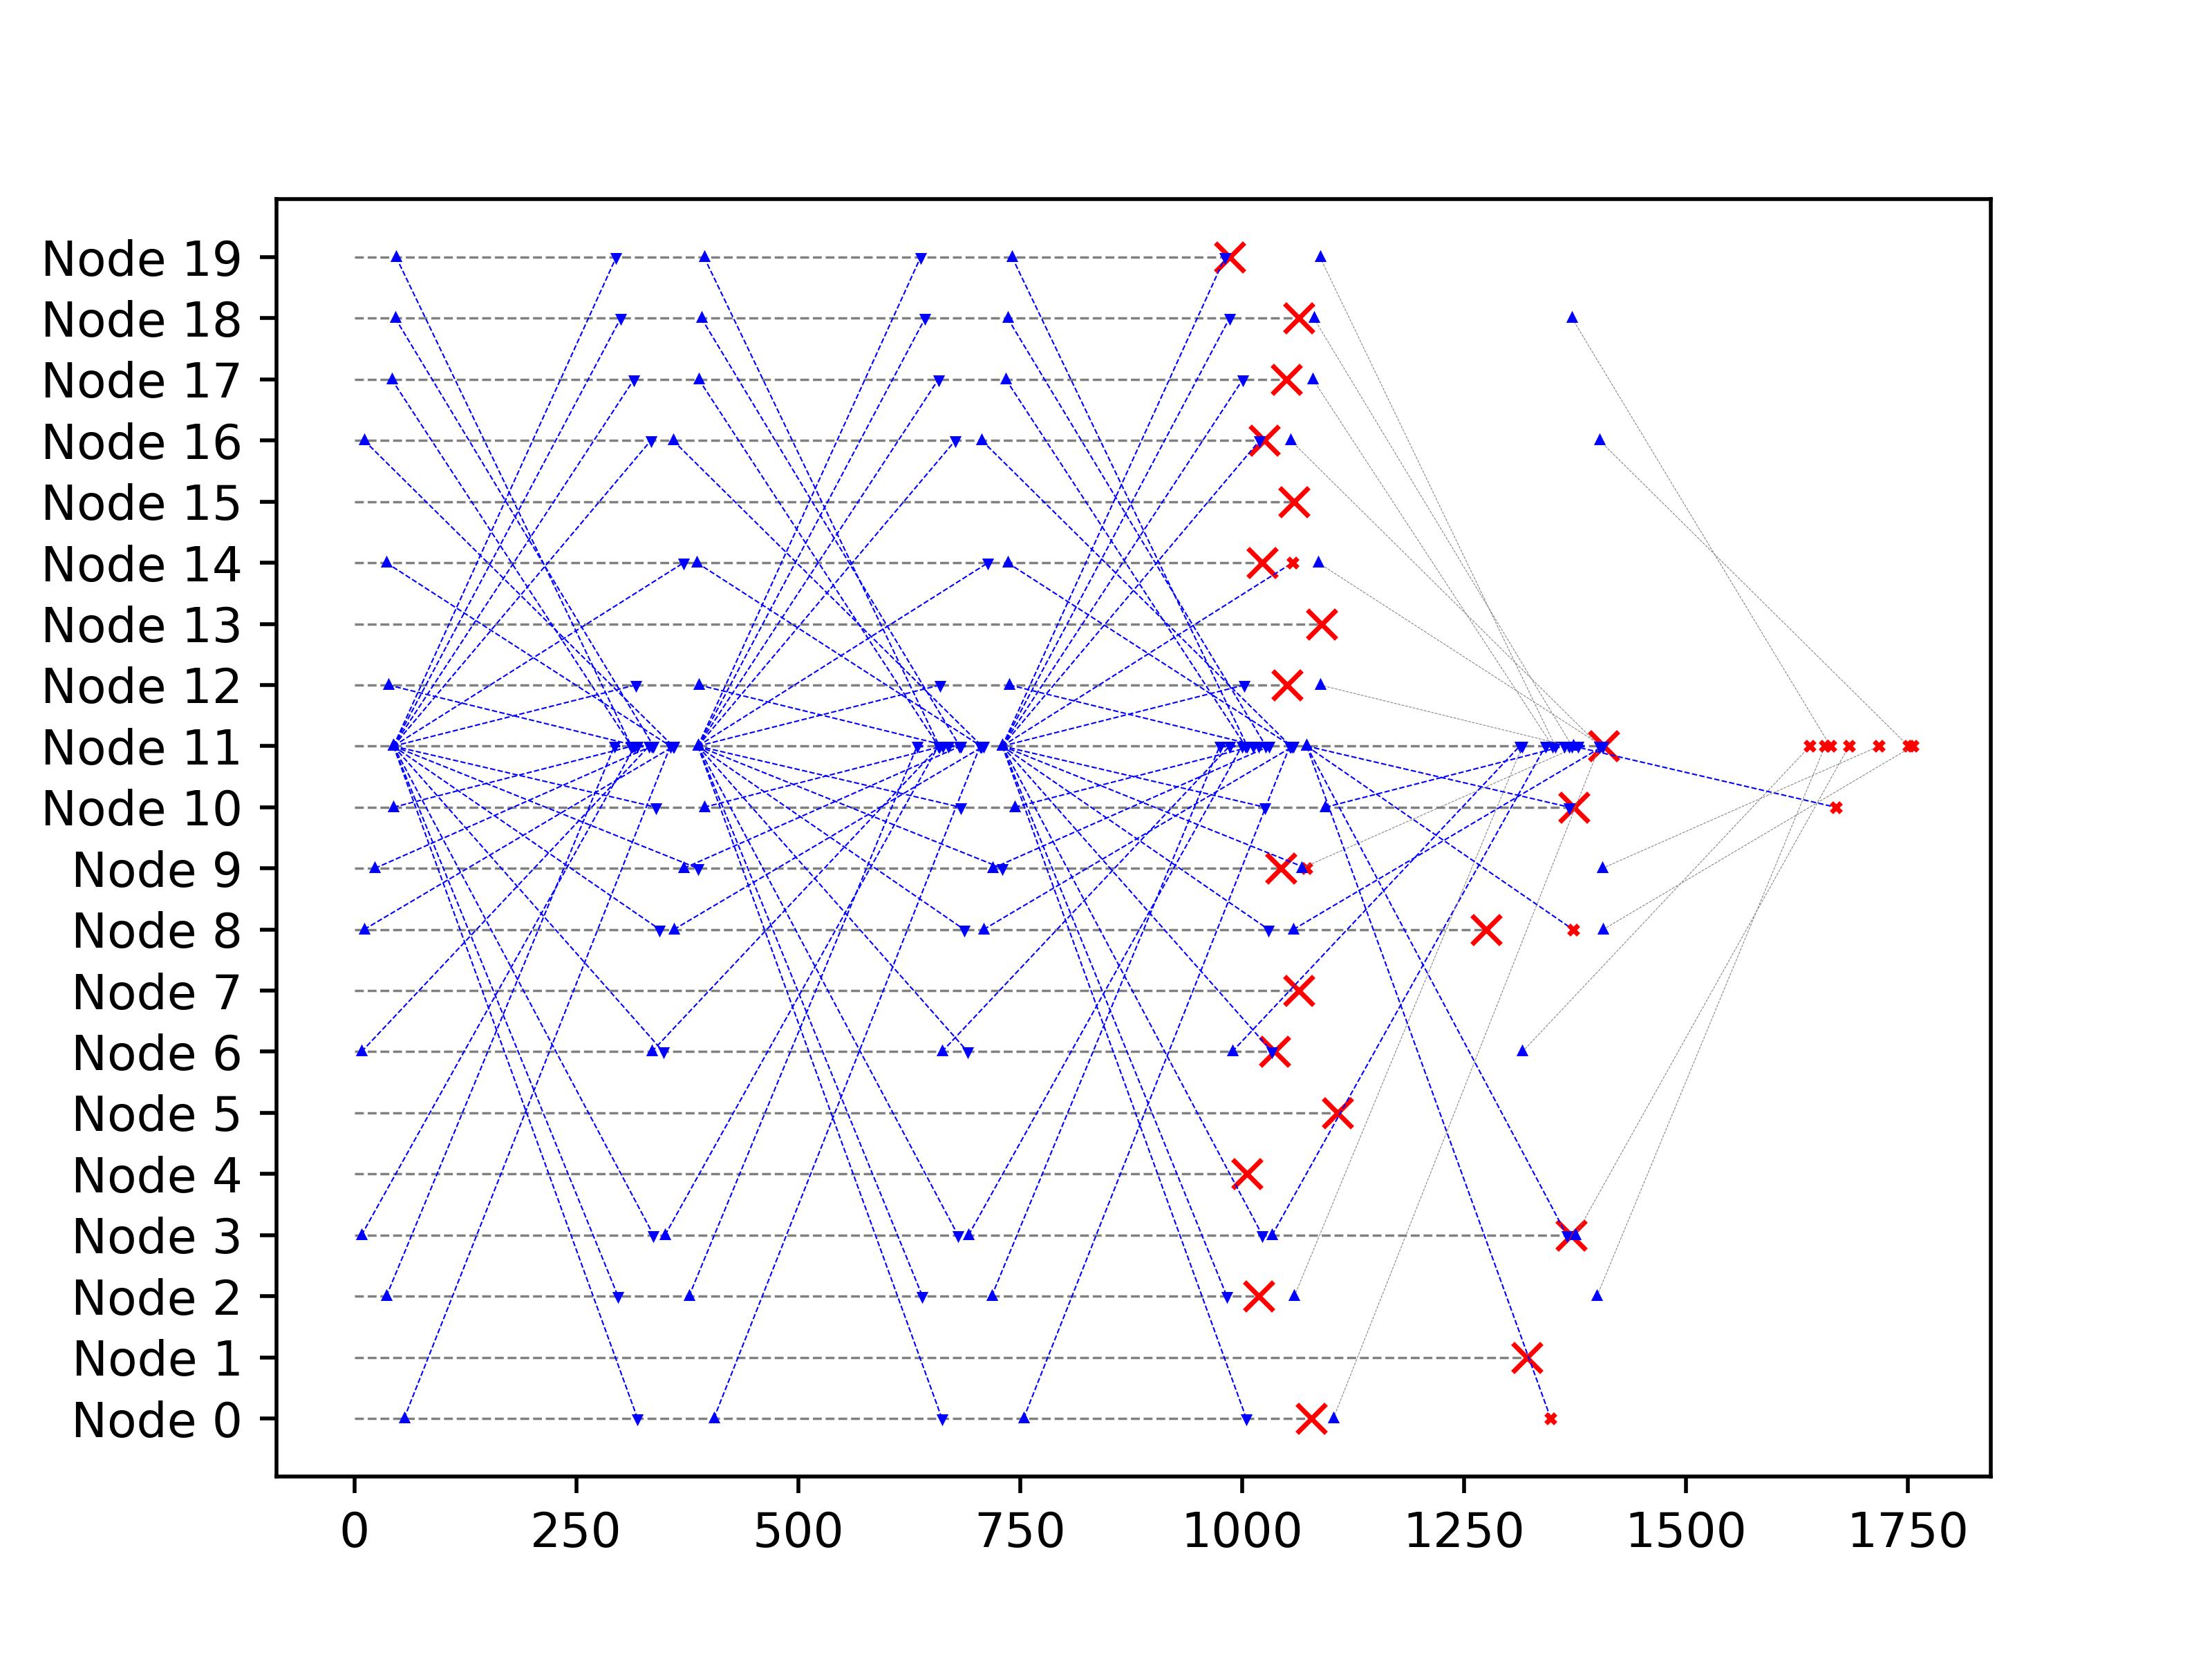 Node 19
Node 18
Node 17
Node 16
Node 15
Node 14
Node 13
Node 12
Node 11
Node 10
Node 9
Node 8
Node 7
Node 6
Node 5
Node 4
Node 3
Node 2
Node 1
Node 0
0 250 500 750 1000 1250 1500 1750